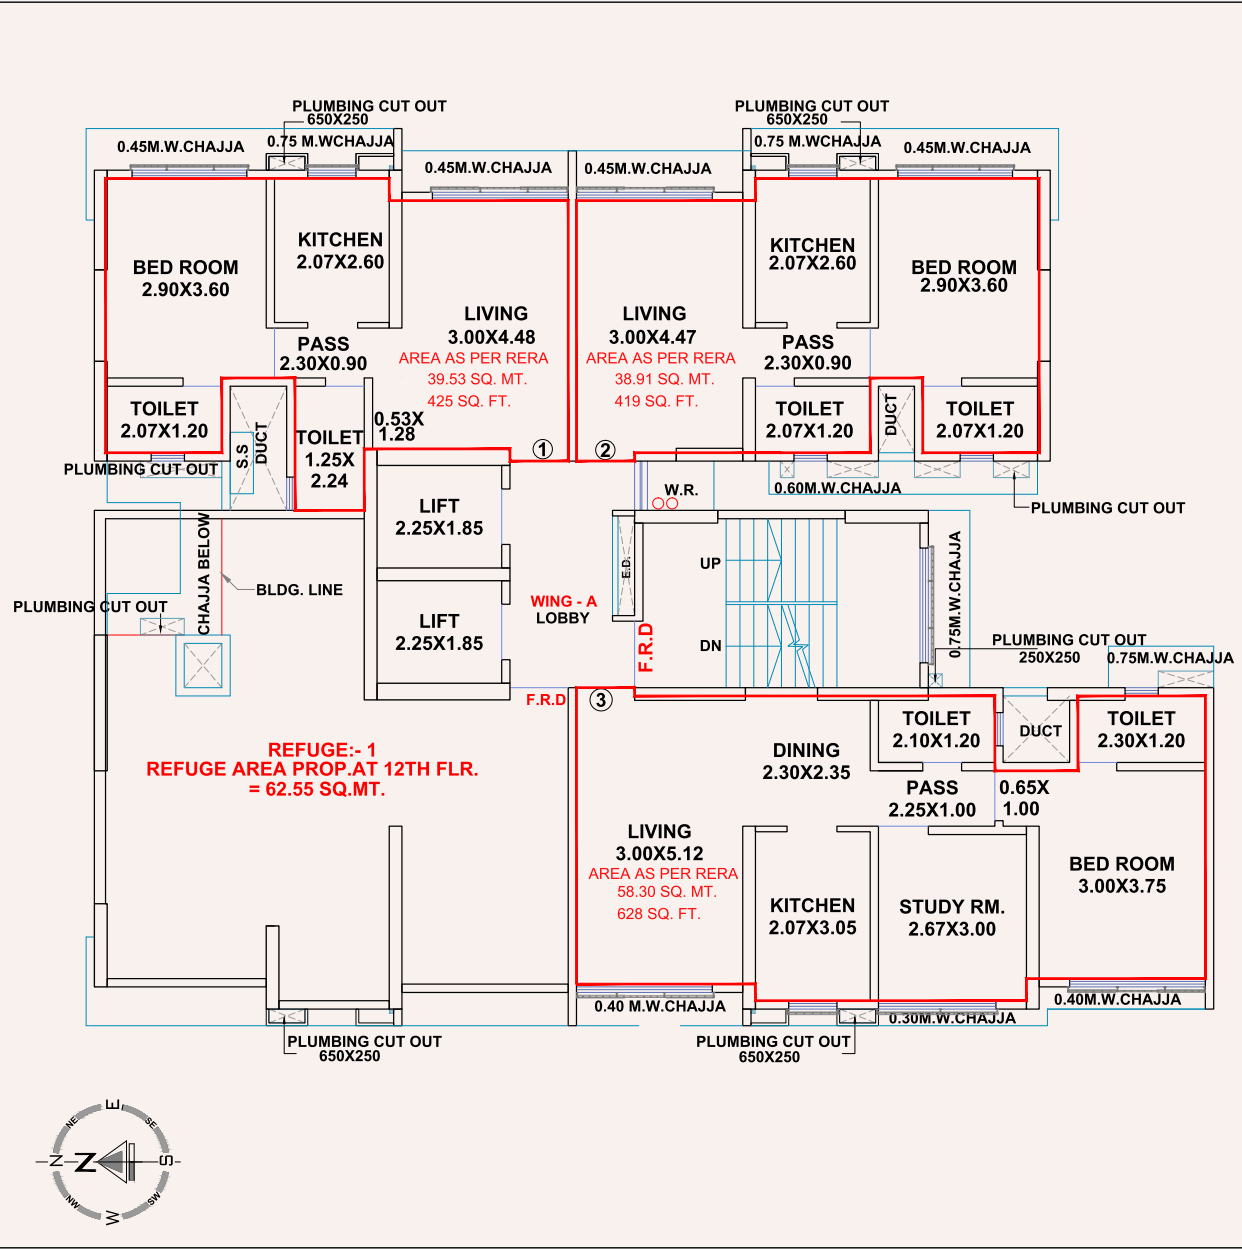 PLUMBING CUT OUT
650X250
PLUMBING CUT OUT
650X250
0.45M.W.CHAJJA
0.75 M.WCHAJJA
0.45M.W.CHAJJA
0.45M.W.CHAJJA
0.75 M.WCHAJJA
0.45M.W.CHAJJA
BED ROOM
2.90X3.60
KITCHEN
2.07X2.60
LIVING
3.00X4.48
AREA AS PER RERA
39.53 SQ. MT.
425 SQ. FT.
LIVING
3.00X4.47
AREA AS PER RERA
38.91 SQ. MT.
419 SQ. FT.
KITCHEN
2.07X2.60
BED ROOM
2.90X3.60
PASS
2.30X0.90
PASS
2.30X0.90
TOILET
2.07X1.20
S.S
DUCT
TOILET
1.25X
2.24
0.53X
1.28
1
2
TOILET
2.07X1.20
DUCT
TOILET
2.07X1.20
PLUMBING CUT OUT
0.60M.W.CHAJJA
PLUMBING CUT OUT
W.R.
LIFT
2.25X1.85
LIFT
2.25X1.85
E.D.
UP
DN
0.75M.W.CHAJJA
CHAJJA BELOW
BLDG. LINE
PLUMBING CUT OUT
WING - A
LOBBY
F.R.D
F.R.D
3
PLUMBING CUT OUT
250X250
0.75M.W.CHAJJA
REFUGE:- 1
REFUGE AREA PROP.AT 12TH FLR.
= 62.55 SQ.MT.
DINING
2.30X2.35
TOILET
2.10X1.20
DUCT
TOILET
2.30X1.20
PASS
2.25X1.00
0.65X
1.00
LIVING
3.00X5.12
AREA AS PER RERA
58.30 SQ. MT.
628 SQ. FT.
KITCHEN
2.07X3.05
STUDY RM.
2.67X3.00
BED ROOM
3.00X3.75
0.40 M.W.CHAJJA
0.30M.W.CHAJJA
0.40M.W.CHAJJA
PLUMBING CUT OUT
650X250
PLUMBING CUT OUT
650X250
E
NE
SE
N
N
S
NW
SW
W